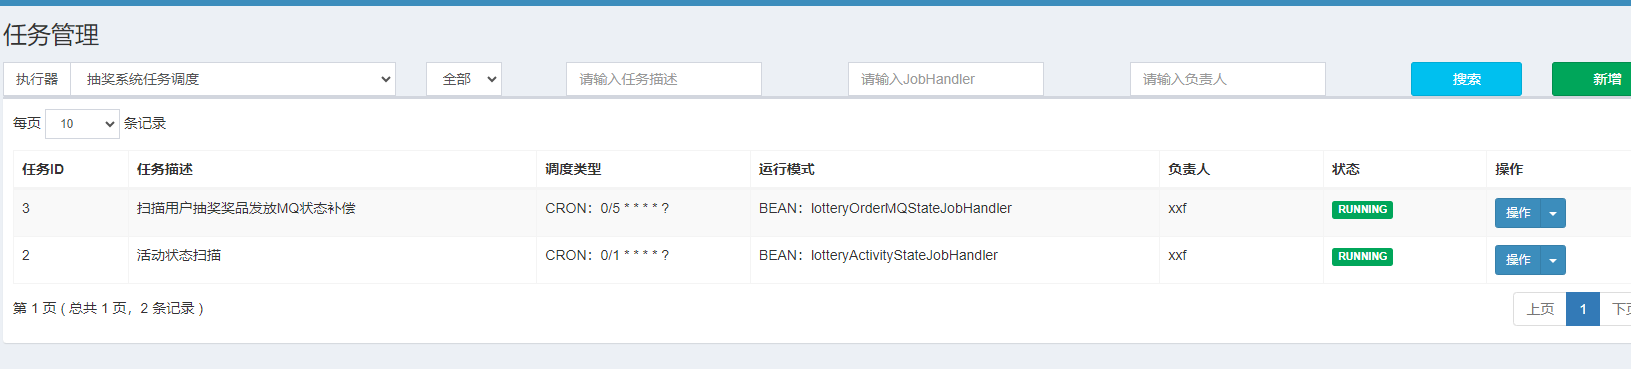 任务管理
执行器 抽奖系统任务调度 全部 请输入任务描述 请输入JobHandler 请输入负责人 搜索 新增
每页 10 条记录
任务ID 任务描述 调度类型 运行模式 负责人 状态 操作
3 扫描用户抽奖奖品发放MQ状态补偿 CRON：0/5 * * * * ? BEAN：lotteryOrderMQStateJobHandler xxf RUNNING 操作
2 活动状态扫描 CRON：0/1 * * * * ? BEAN：lotteryActivityStateJobHandler xxf RUNNING 操作
第 1 页 ( 总共 1 页，2 条记录 ) 上页 1 下页